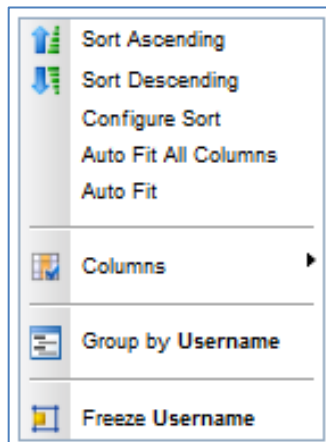 Sort Ascending
Sort Descending
Configure Sort
Auto Fit All Columns
Auto Fit
Columns
Group by Username
Freeze Username